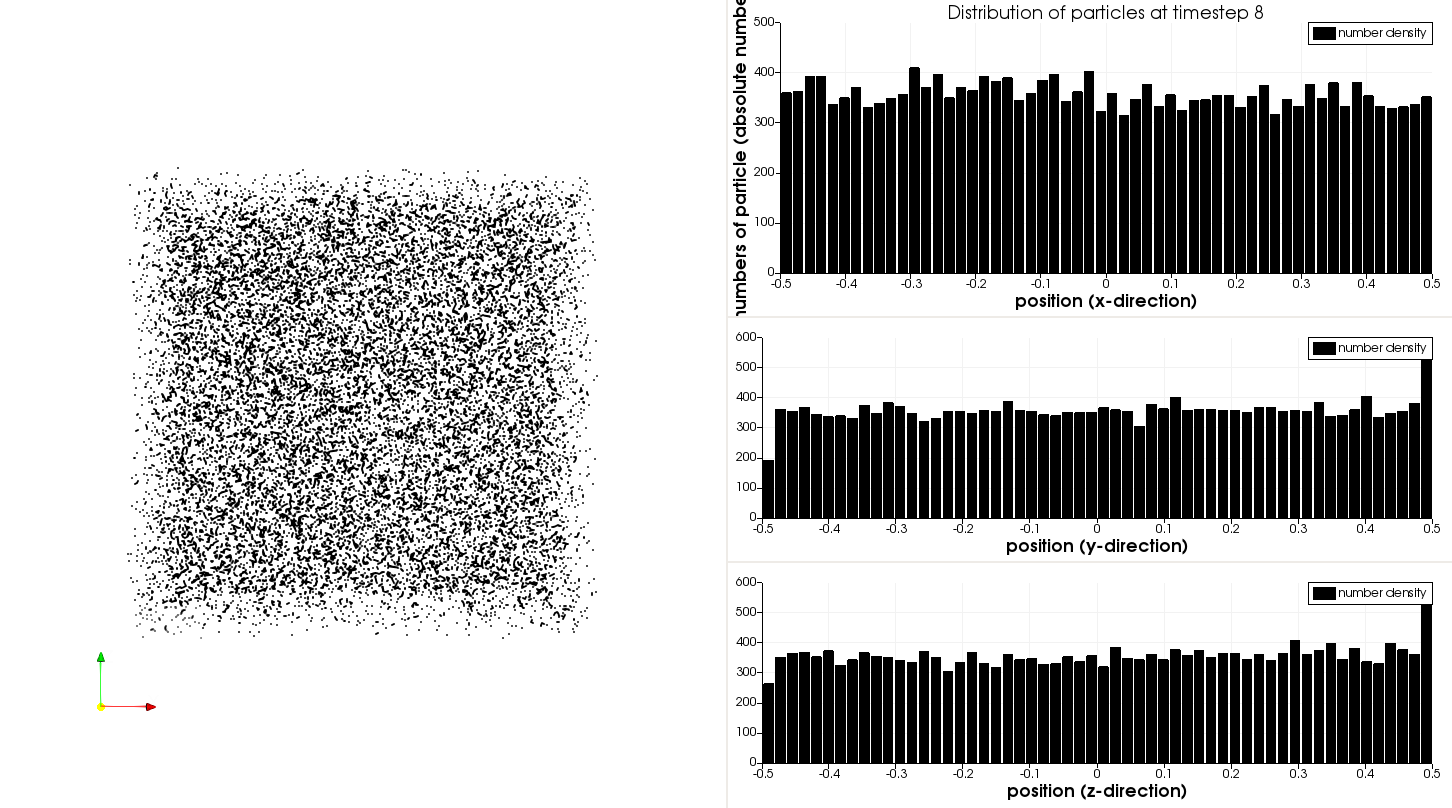 Distribution of particles at timestep 8
numbers of particle (absolute number
number density
500
400
300
200
100
0
-0.5 -0.4 -0.3 -0.2 -0.1 0 0.1 0.2 0.3 0.4 0.5
position (x-direction)
number density
600
500
400
300
200
100
0
-0.5 -0.4 -0.3 -0.2 -0.1 0 0.1 0.2 0.3 0.4 0.5
position (y-direction)
number density
600
500
400
300
200
100
0
-0.5 -0.4 -0.3 -0.2 -0.1 0 0.1 0.2 0.3 0.4 0.5
position (z-direction)